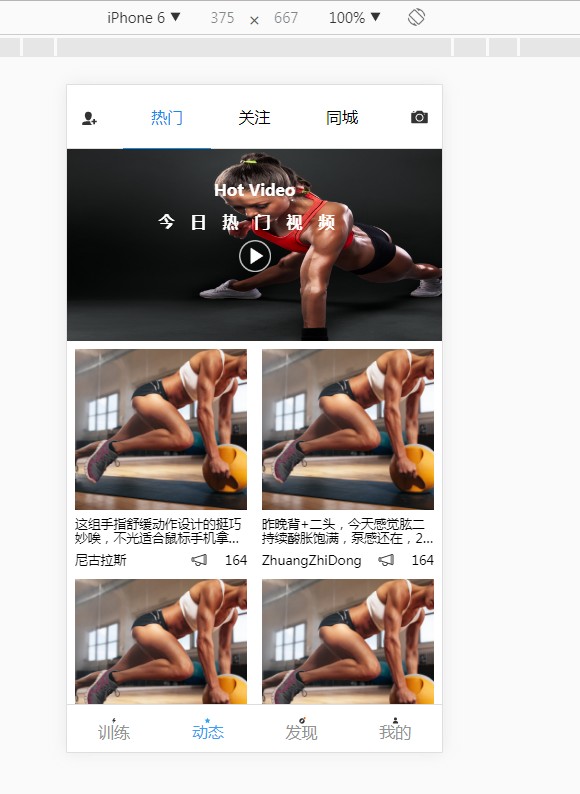 iPhone 6 ▼ 375 × 667 100% ▼
热门 关注 同城
Hot Video
今日热门视频
这组手指舒缓动作设计的挺巧
妙唉，不光适合鼠标手机拿...
尼古拉斯 164
昨晚背+二头，今天感觉肱二
持续酸胀饱满，泵感还在，2...
ZhuangZhiDong 164
训练 动态 发现 我的